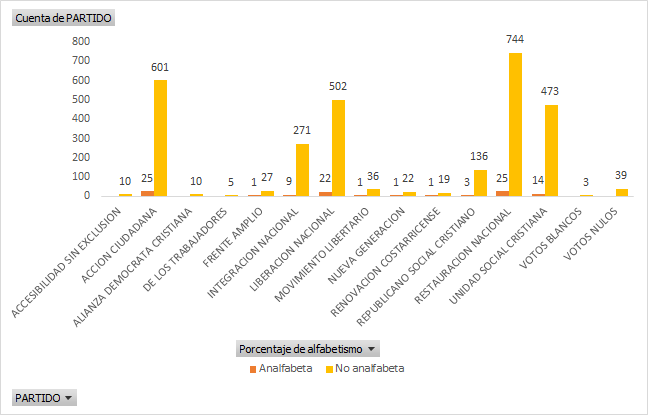 Cuenta de PARTIDO
800
700
600
500
400
300
200
100
0
10
25 601
10
5
1 27
9 271
22 502
1 36
1 22
1 19
3 136
25 744
14 473
3
39
ACCESIBILIDAD SIN EXCLUSION
ACCION CIUDADANA
ALIANZA DEMOCRATA CRISTIANA
DE LOS TRABAJADORES
FRENTE AMPLIO
INTEGRACION NACIONAL
LIBERACION NACIONAL
MOVIMIENTO LIBERTARIO
NUEVA GENERACION
RENOVACION COSTARRICENSE
REPUBLICANO SOCIAL CRISTIANO
RESTAURACION NACIONAL
UNIDAD SOCIAL CRISTIANA
VOTOS BLANCOS
VOTOS NULOS
Porcentaje de alfabetismo
Analfabeta No analfabeta
PARTIDO